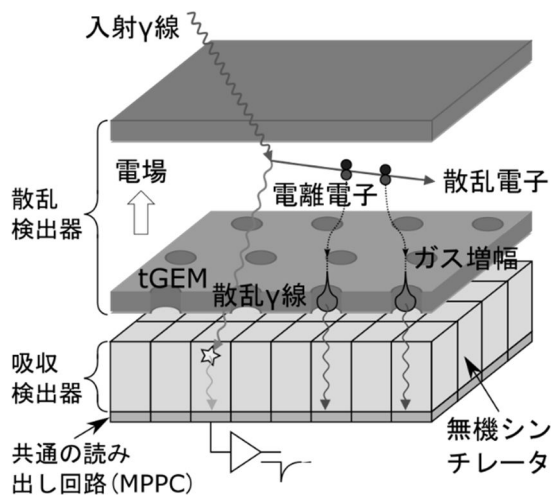 入射γ線
電場
散乱
検出器
散乱電子
電離電子
ガス増幅
tGEM
散乱γ線
吸収
検出器
無機シン
チレータ
共通の読み
出し回路(MPPC)